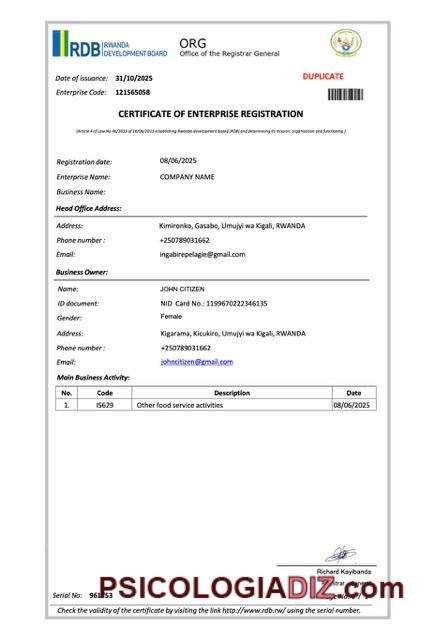 RDB RWANDA
DEVELOPMENT BOARD
ORG
Office of the Registrar General
Date of issuance: 31/10/2025
DUPLICATE
Enterprise Code: 121565058
CERTIFICATE OF ENTERPRISE REGISTRATION
(Article 4 of Law No 46/2013 of 16/06/2013 establishing Rwanda development board (RDB) and determining its mission, organisation and functioning.)
Registration date: 08/06/2025
Enterprise Name: COMPANY NAME
Business Name:
Head Office Address:
Address: Kimironko, Gasabo, Umujyi wa Kigali, RWANDA
Phone number : +250789031662
Email: ingabirepelagie@gmail.com
Business Owner:
Name: JOHN CITIZEN
ID document: NID Card No.: 1199670222346135
Gender: Female
Address: Kigarama, Kicukiro, Umujyi wa Kigali, RWANDA
Phone number : +250789031662
Email: johncitizen@gmail.com
Main Business Activity:
No. Code Description Date
1. I5629 Other food service activities 08/06/2025
Richard Kayibanda
PSICOLOGIADIZ.com
Serial No:
Check the validity of the certificate by visiting the link http://www.rdb.rw/ using the serial number.